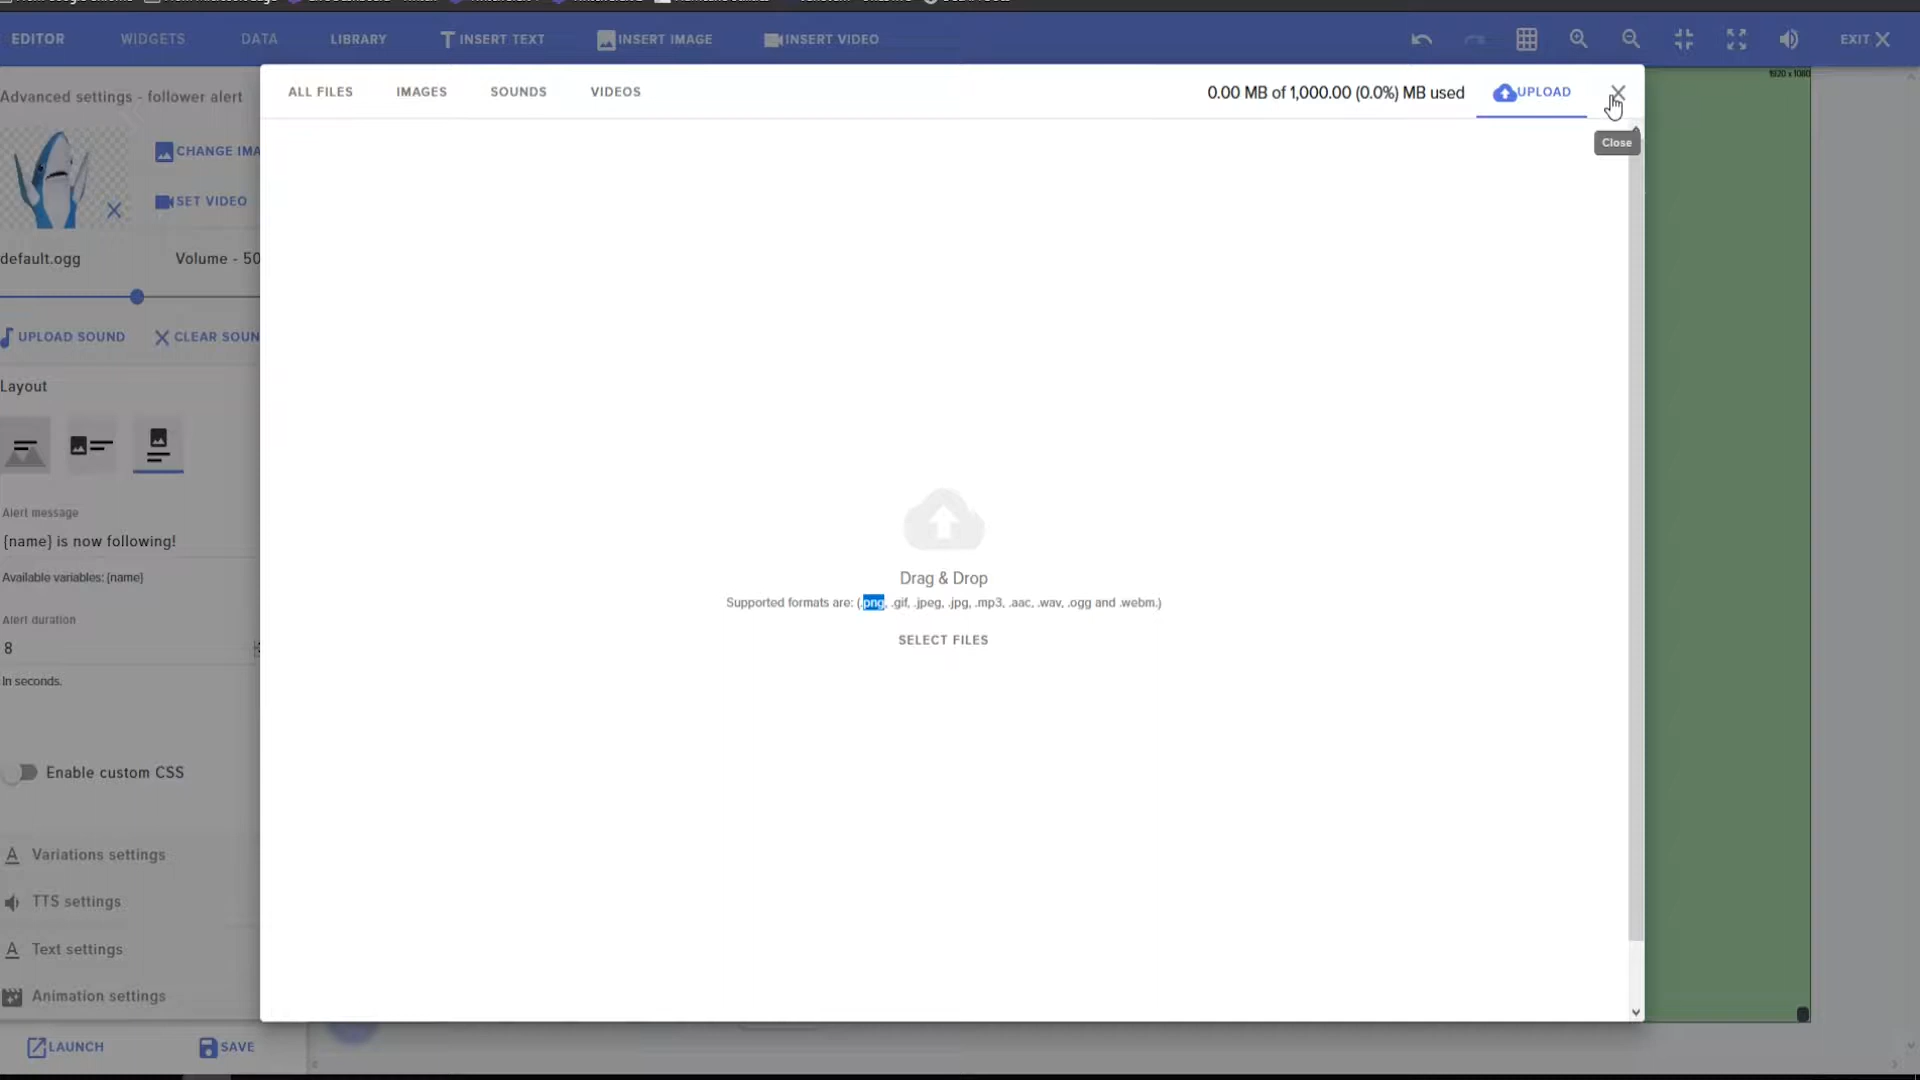 EDITOR WIDGETS DATA LIBRARY INSERT TEXT INSERT IMAGE INSERT VIDEO EXIT
1920 x 1080
Advanced settings - follower alert
CHANGE IMA
SET VIDEO
default.ogg Volume - 50
UPLOAD SOUND CLEAR SOUN
Layout
Alert message
{name} is now following!
Available variables: {name}
Alert duration
8
In seconds.
Enable custom CSS
Variations settings
TTS settings
Text settings
Animation settings
LAUNCH SAVE
ALL FILES IMAGES SOUNDS VIDEOS 0.00 MB of 1,000.00 (0.0%) MB used UPLOAD
Close
Drag & Drop
Supported formats are: (.png, .gif, .jpeg, .jpg, .mp3, .aac, .wav, .ogg and .webm.)
SELECT FILES